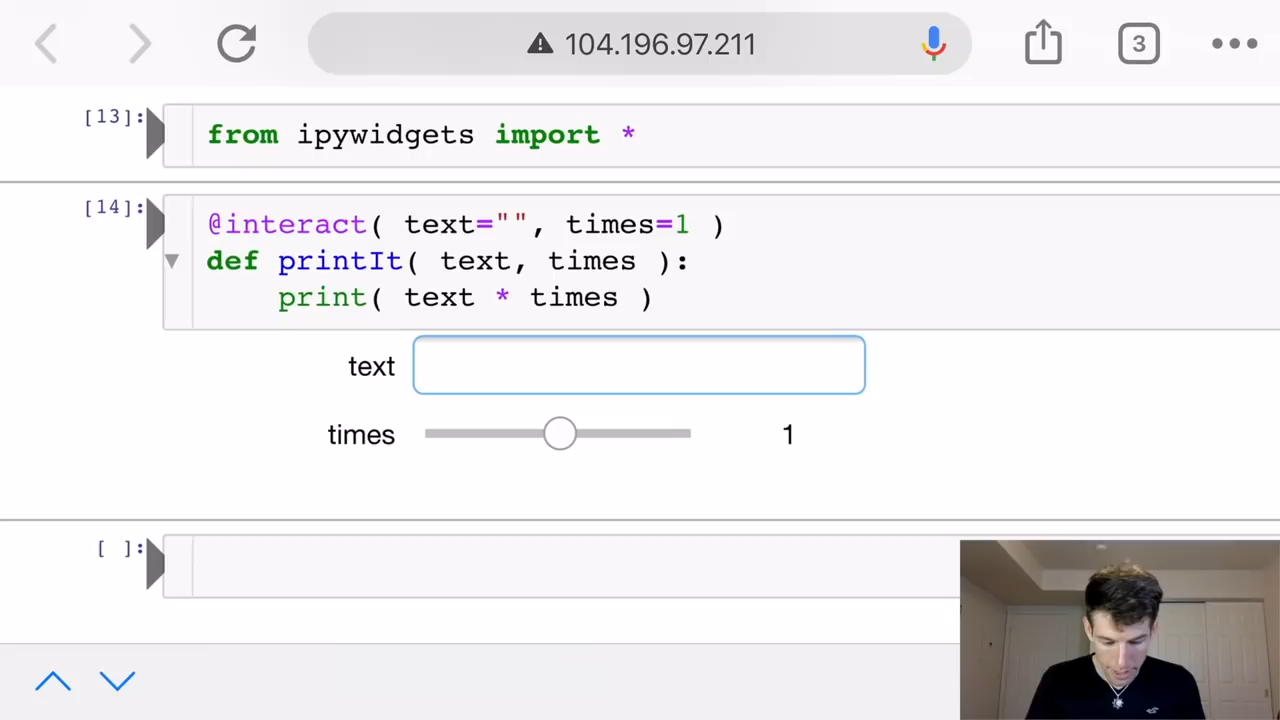 104.196.97.211
3
[13]:
from ipywidgets import *
[14]:
@interact( text="", times=1 )
def printIt( text, times ):
print( text * times )
text
times 1
[ ]: